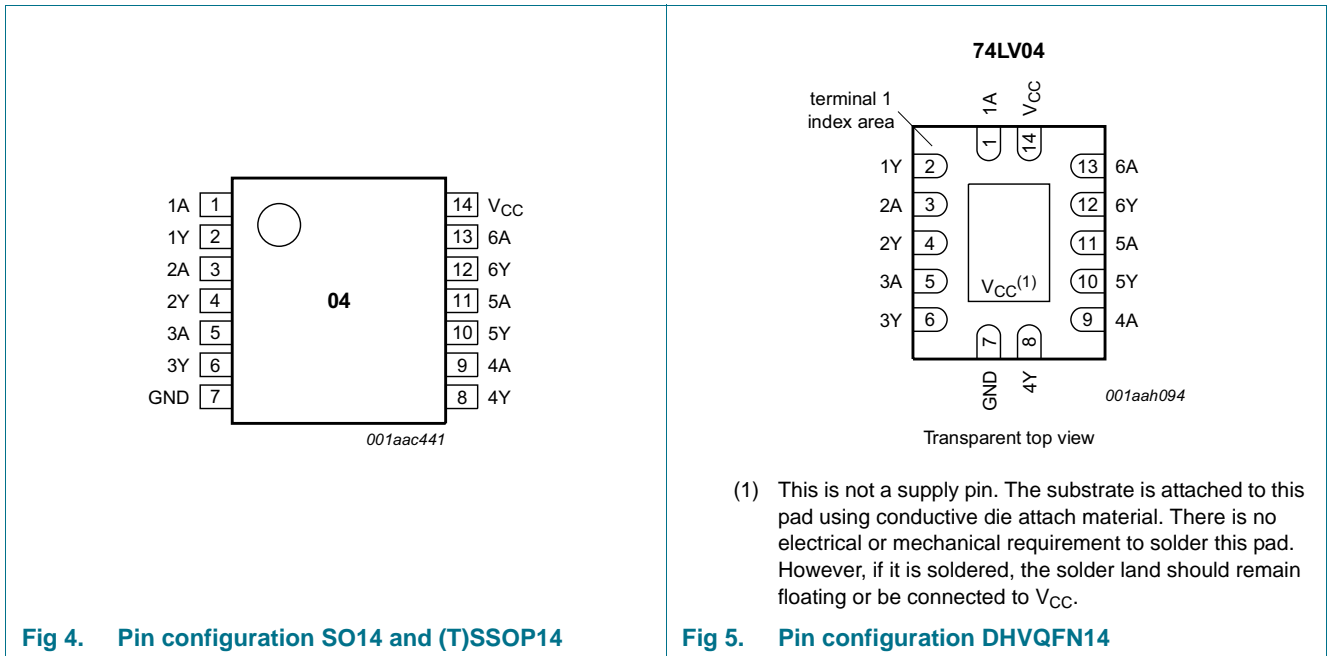 1A 1
1Y 2
2A 3
2Y 4
3A 5
3Y 6
GND 7
04
14 VCC
13 6A
12 6Y
11 5A
10 5Y
9 4A
8 4Y
001aac441
Fig 4. Pin configuration SO14 and (T)SSOP14
74LV04
terminal 1
index area
1A
VCC
1
14
1Y 2
2A 3
2Y 4
3A 5
3Y 6
13 6A
12 6Y
11 5A
10 5Y
9 4A
VCC(1)
7
8
GND
4Y
001aah094
Transparent top view
(1) This is not a supply pin. The substrate is attached to this
pad using conductive die attach material. There is no
electrical or mechanical requirement to solder this pad.
However, if it is soldered, the solder land should remain
floating or be connected to VCC.
Fig 5. Pin configuration DHVQFN14